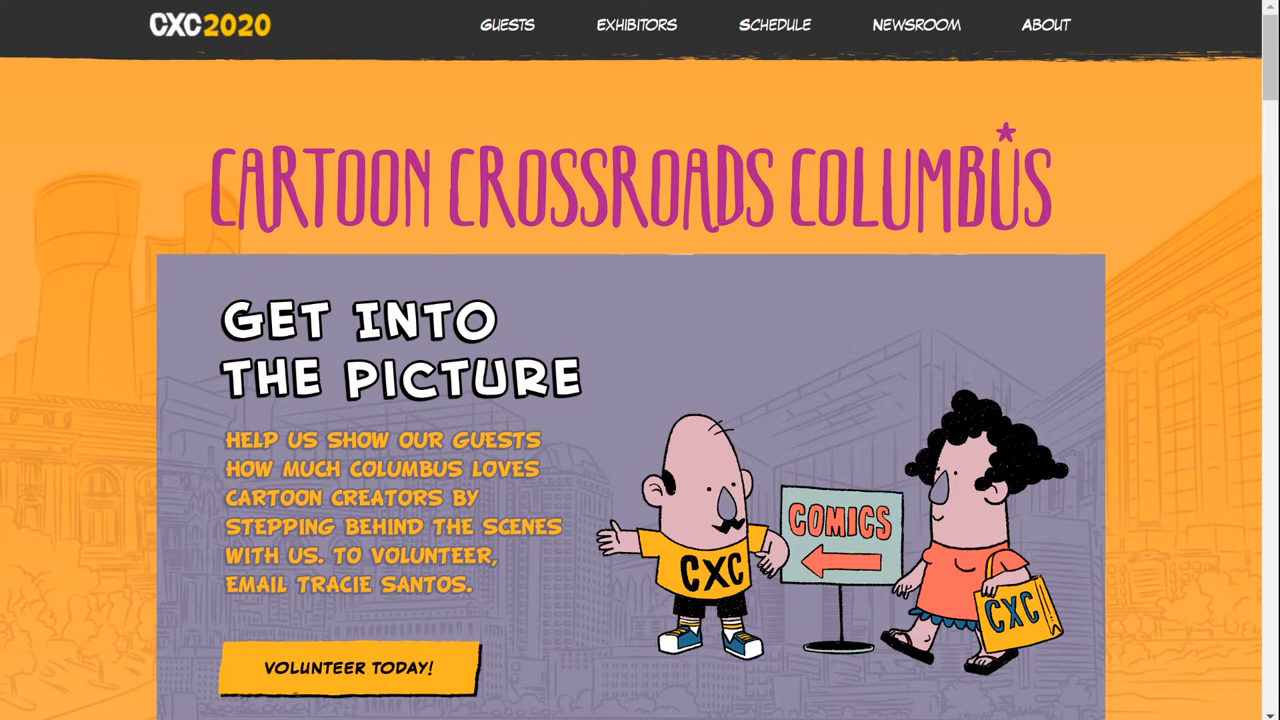 CXC2020
GUESTS
EXHIBITORS
SCHEDULE
NEWSROOM
ABOUT
CARTOON CROSSROADS COLUMBUS
GET INTO
THE PICTURE
HELP US SHOW OUR GUESTS
HOW MUCH COLUMBUS LOVES
CARTOON CREATORS BY
STEPPING BEHIND THE SCENES
WITH US. TO VOLUNTEER,
EMAIL TRACIE SANTOS.
VOLUNTEER TODAY!
COMICS
CXC
CXC